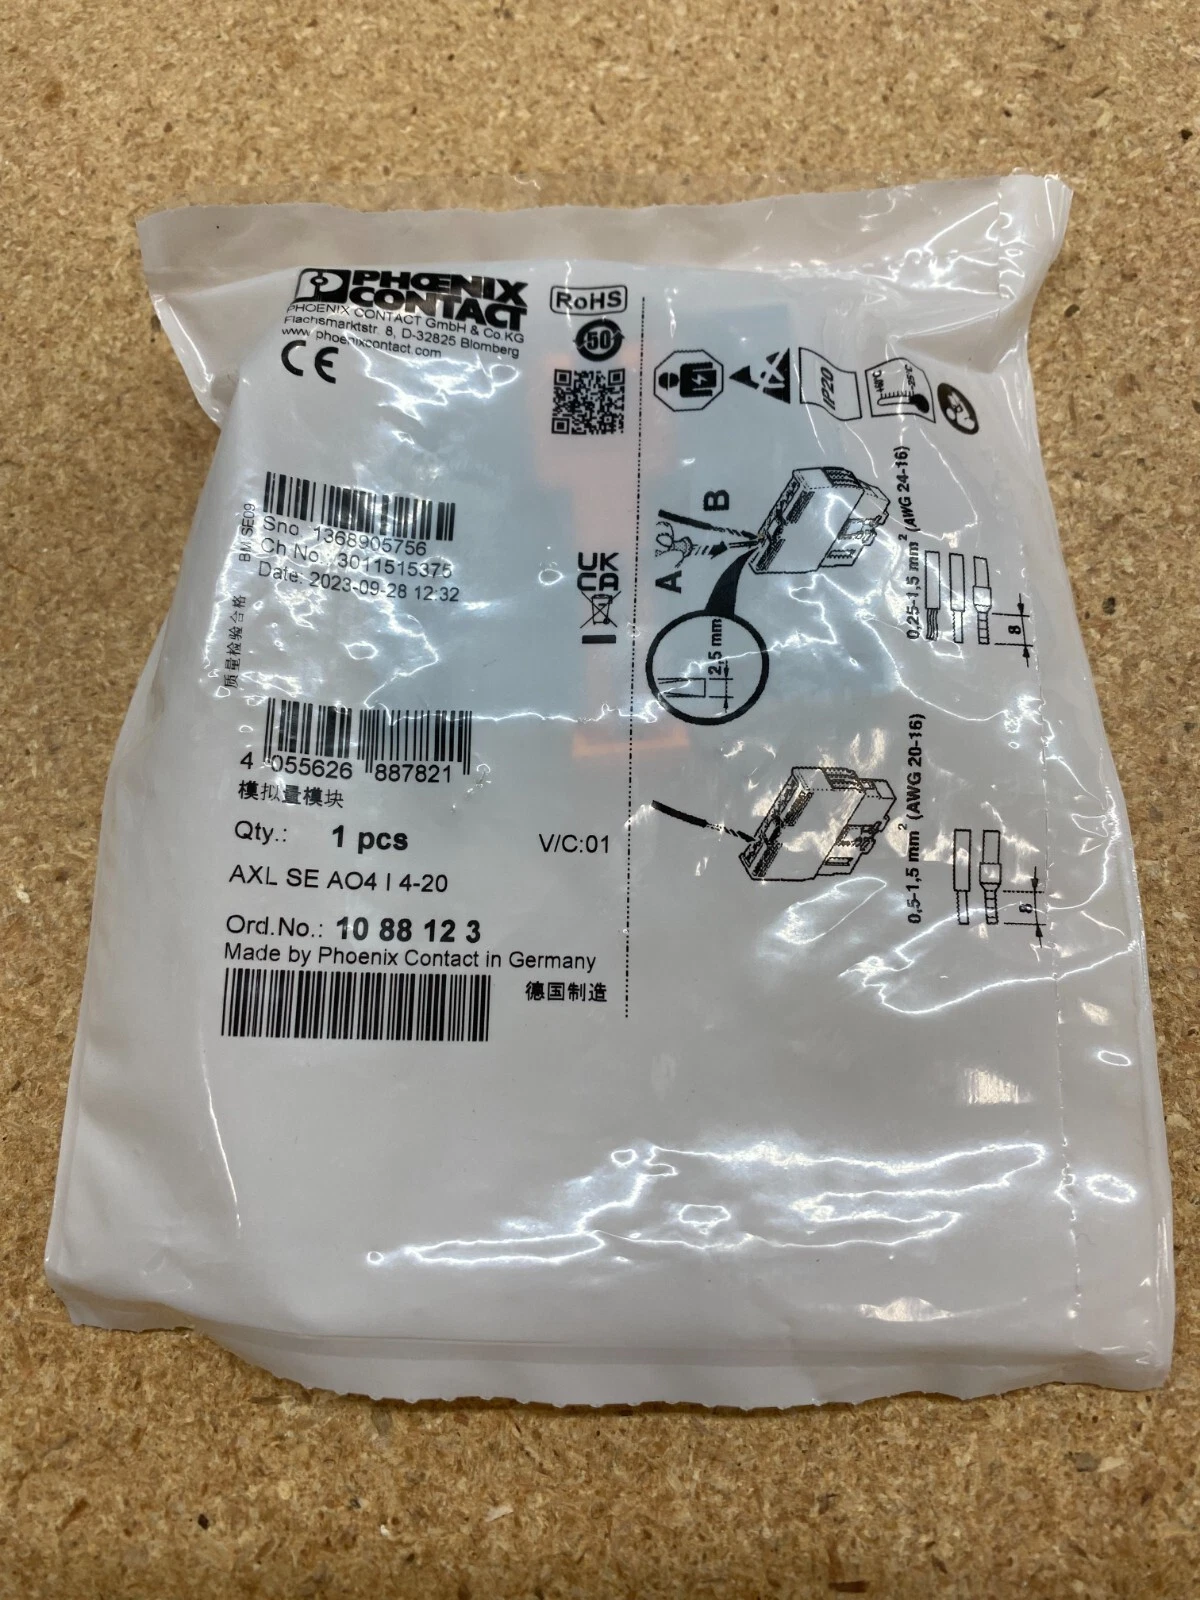 PHOENIX
CONTACT
PHOENIX CONTACT GmbH & Co.KG
Flachsmarktstr. 8, D-32825 Blomberg
www.phoenixcontact.com
CE
RoHS
50
BM SE09
Sno. 1368905756
Ch No.: 3011515375
Date: 2023-09-28 12:32
质量检验合格
UK
CA
4 055626 887821
模拟量模块
Qty.: 1 pcs V/C:01
AXL SE AO4 I 4-20
Ord.No.: 10 88 12 3
Made by Phoenix Contact in Germany
德国制造
IP20
A
B
2,5 mm
0,25-1,5 mm² (AWG 24-16)
8
0,5-1,5 mm² (AWG 20-16)
8